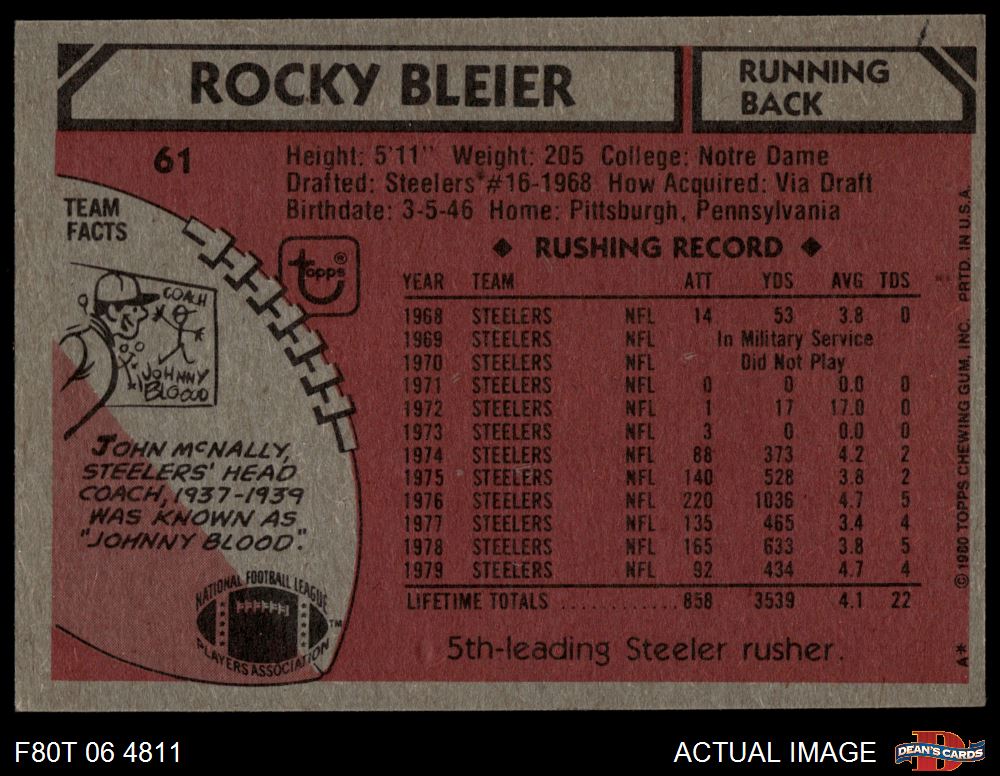 ROCKY BLEIER
RUNNING
BACK
61
Height: 5'11" Weight: 205 College: Notre Dame
Drafted: Steelers #16-1968 How Acquired: Via Draft
Birthdate: 3-5-46 Home: Pittsburgh, Pennsylvania
TEAM
FACTS
topps®
COACH
JOHNNY
BLOOD
JOHN McNALLY,
STEELERS' HEAD
COACH, 1937-1939
WAS KNOWN AS
"JOHNNY BLOOD".
NATIONAL FOOTBALL LEAGUE
PLAYERS ASSOCIATION
TM
◆ RUSHING RECORD ◆
YEAR TEAM ATT YDS AVG TDS
1968 STEELERS NFL 14 53 3.8 0
1969 STEELERS NFL In Military Service
1970 STEELERS NFL Did Not Play
1971 STEELERS NFL 0 0 0.0 0
1972 STEELERS NFL 1 17 17.0 0
1973 STEELERS NFL 3 0 0.0 0
1974 STEELERS NFL 88 373 4.2 2
1975 STEELERS NFL 140 528 3.8 2
1976 STEELERS NFL 220 1036 4.7 5
1977 STEELERS NFL 135 465 3.4 4
1978 STEELERS NFL 165 633 3.8 5
1979 STEELERS NFL 92 434 4.7 4
LIFETIME TOTALS ............ 858 3539 4.1 22
5th-leading Steeler rusher.
A* © 1980 TOPPS CHEWING GUM, INC. PRTD. IN U.S.A.
F80T 06 4811
ACTUAL IMAGE
DEAN'S CARDS